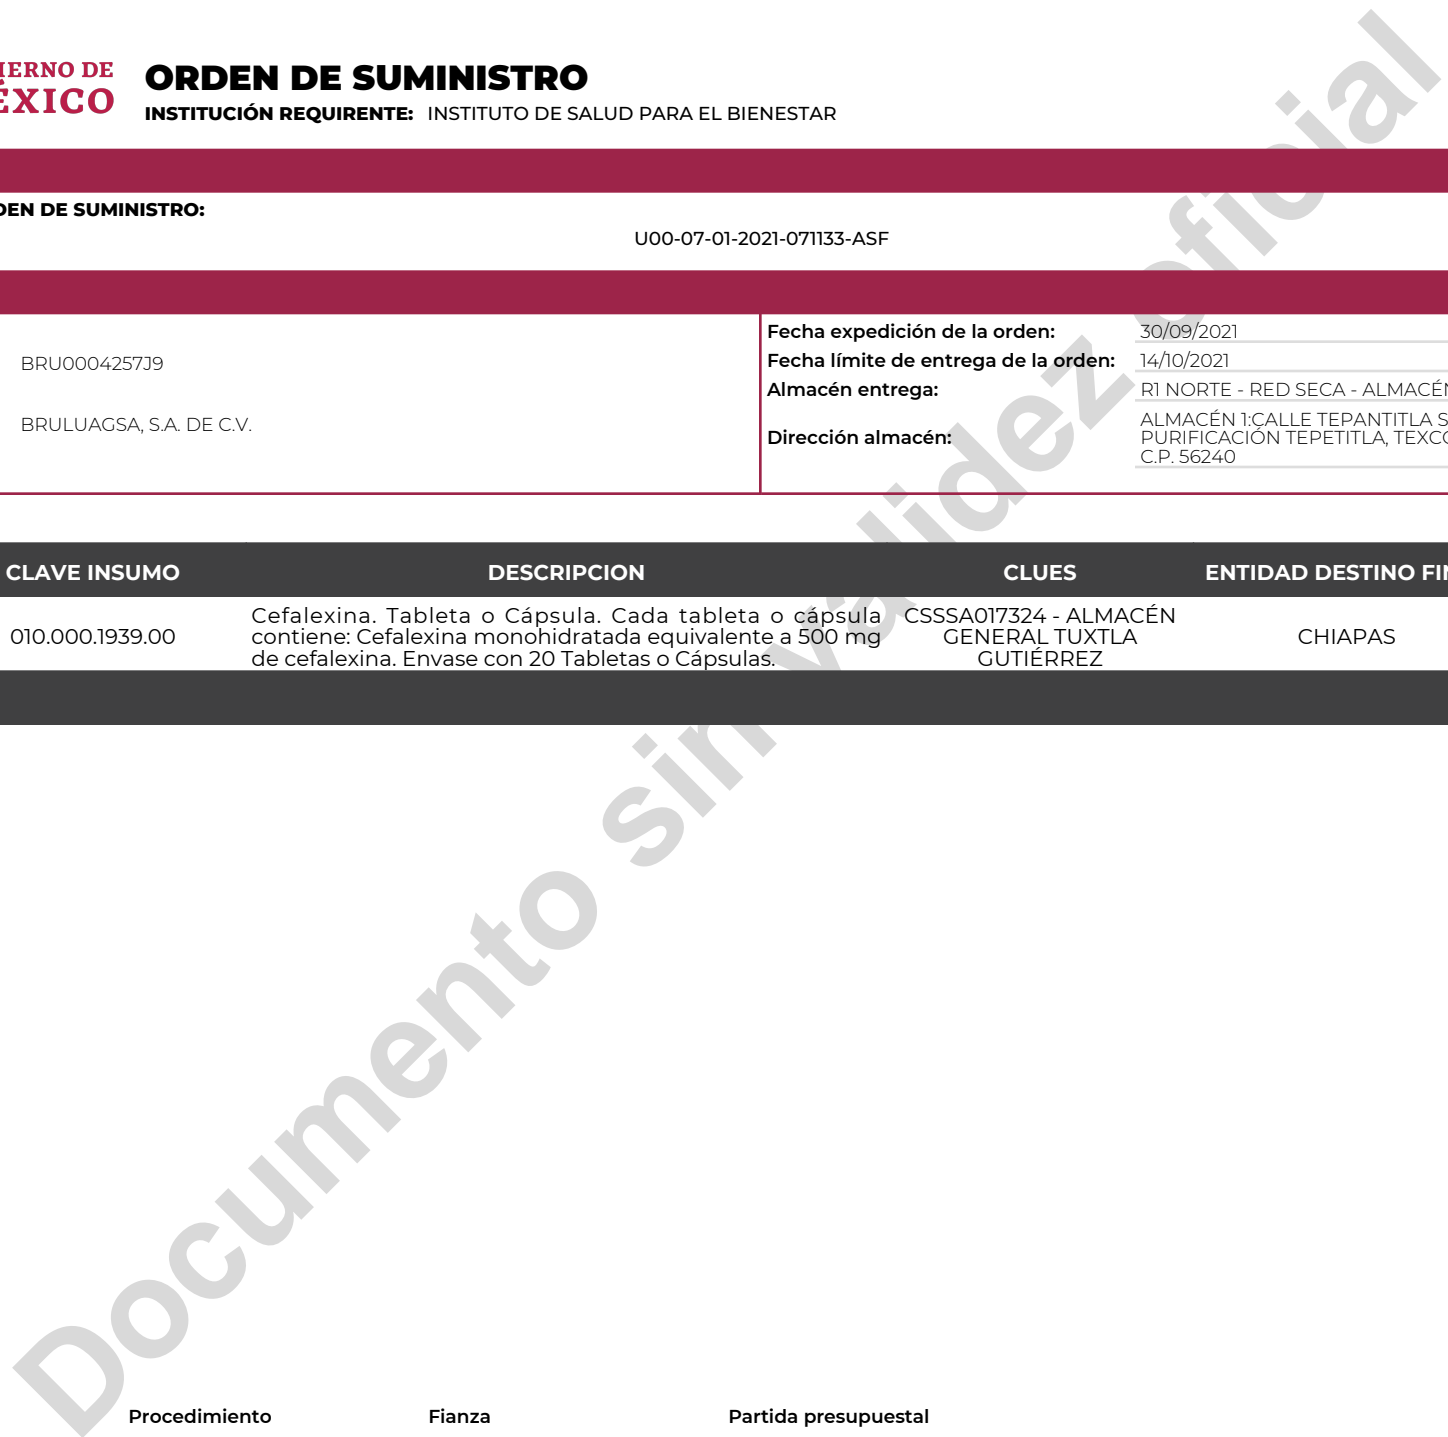 IERNO DE
ÉXICO
ORDEN DE SUMINISTRO
INSTITUCIÓN REQUIRENTE: INSTITUTO DE SALUD PARA EL BIENESTAR
DEN DE SUMINISTRO:
U00-07-01-2021-071133-ASF
BRU0004257J9
BRULUAGSA, S.A. DE C.V.
Fecha expedición de la orden: 30/09/2021
Fecha límite de entrega de la orden: 14/10/2021
Almacén entrega: R1 NORTE - RED SECA - ALMACÉN
Dirección almacén:
ALMACÉN 1:CALLE TEPANTITLA S
PURIFICACIÓN TEPETITLA, TEXCO
C.P. 56240
CLAVE INSUMO DESCRIPCION CLUES ENTIDAD DESTINO FIN
010.000.1939.00
Cefalexina. Tableta o Cápsula. Cada tableta o cápsula
contiene: Cefalexina monohidratada equivalente a 500 mg
de cefalexina. Envase con 20 Tabletas o Cápsulas.
CSSSA017324 - ALMACÉN
GENERAL TUXTLA
GUTIÉRREZ
CHIAPAS
Documento sin validez oficial
Procedimiento Fianza Partida presupuestal